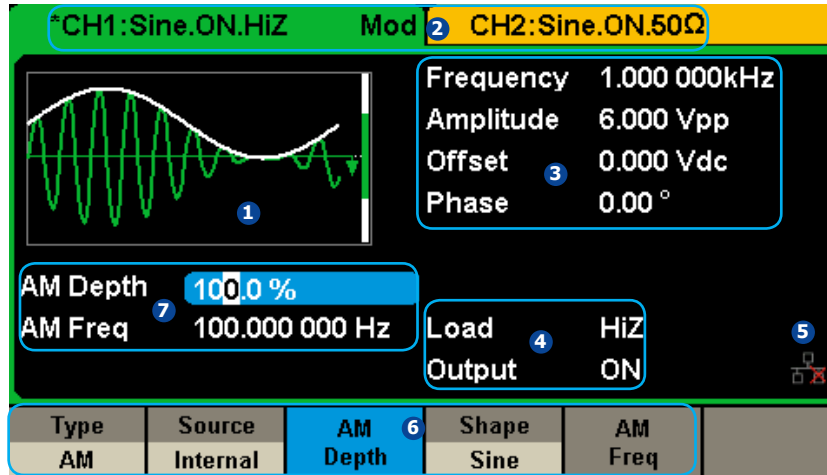 *CH1:Sine.ON.HiZ Mod 2 CH2:Sine.ON.50Ω
Frequency 1.000 000kHz
Amplitude 6.000 Vpp
Offset 3 0.000 Vdc
Phase 0.00 °
1
AM Depth 100.0 %
7
AM Freq 100.000 000 Hz
Load 4 HiZ
Output ON
5
Type Source AM Depth 6 Shape AM Freq
AM Internal Sine